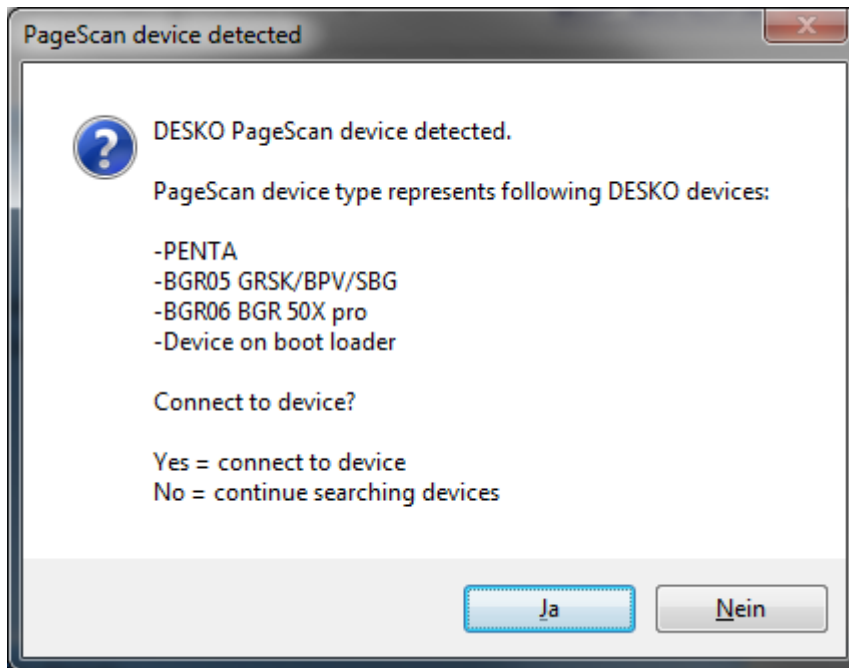 PageScan device detected
DESKO PageScan device detected.
PageScan device type represents following DESKO devices:
-PENTA
-BGR05 GRSK/BPV/SBG
-BGR06 BGR 50X pro
-Device on boot loader
Connect to device?
Yes = connect to device
No = continue searching devices
Ja
Nein